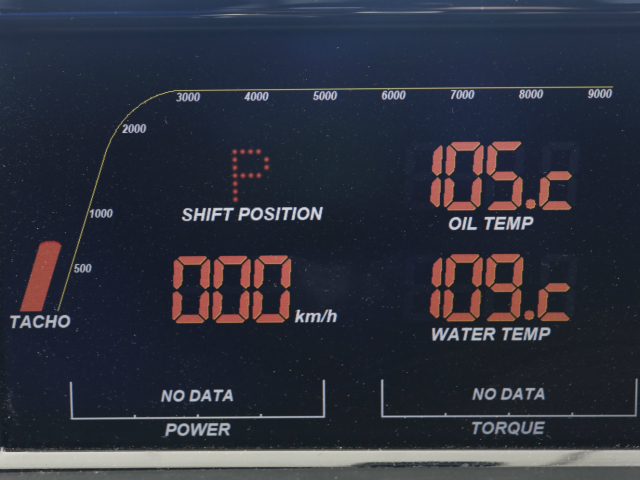 3000 4000 5000 6000 7000 8000 9000
2000
P
105.c
SHIFT POSITION
OIL TEMP
1000
500
000 km/h
109.c
TACHO
WATER TEMP
NO DATA
NO DATA
POWER
TORQUE